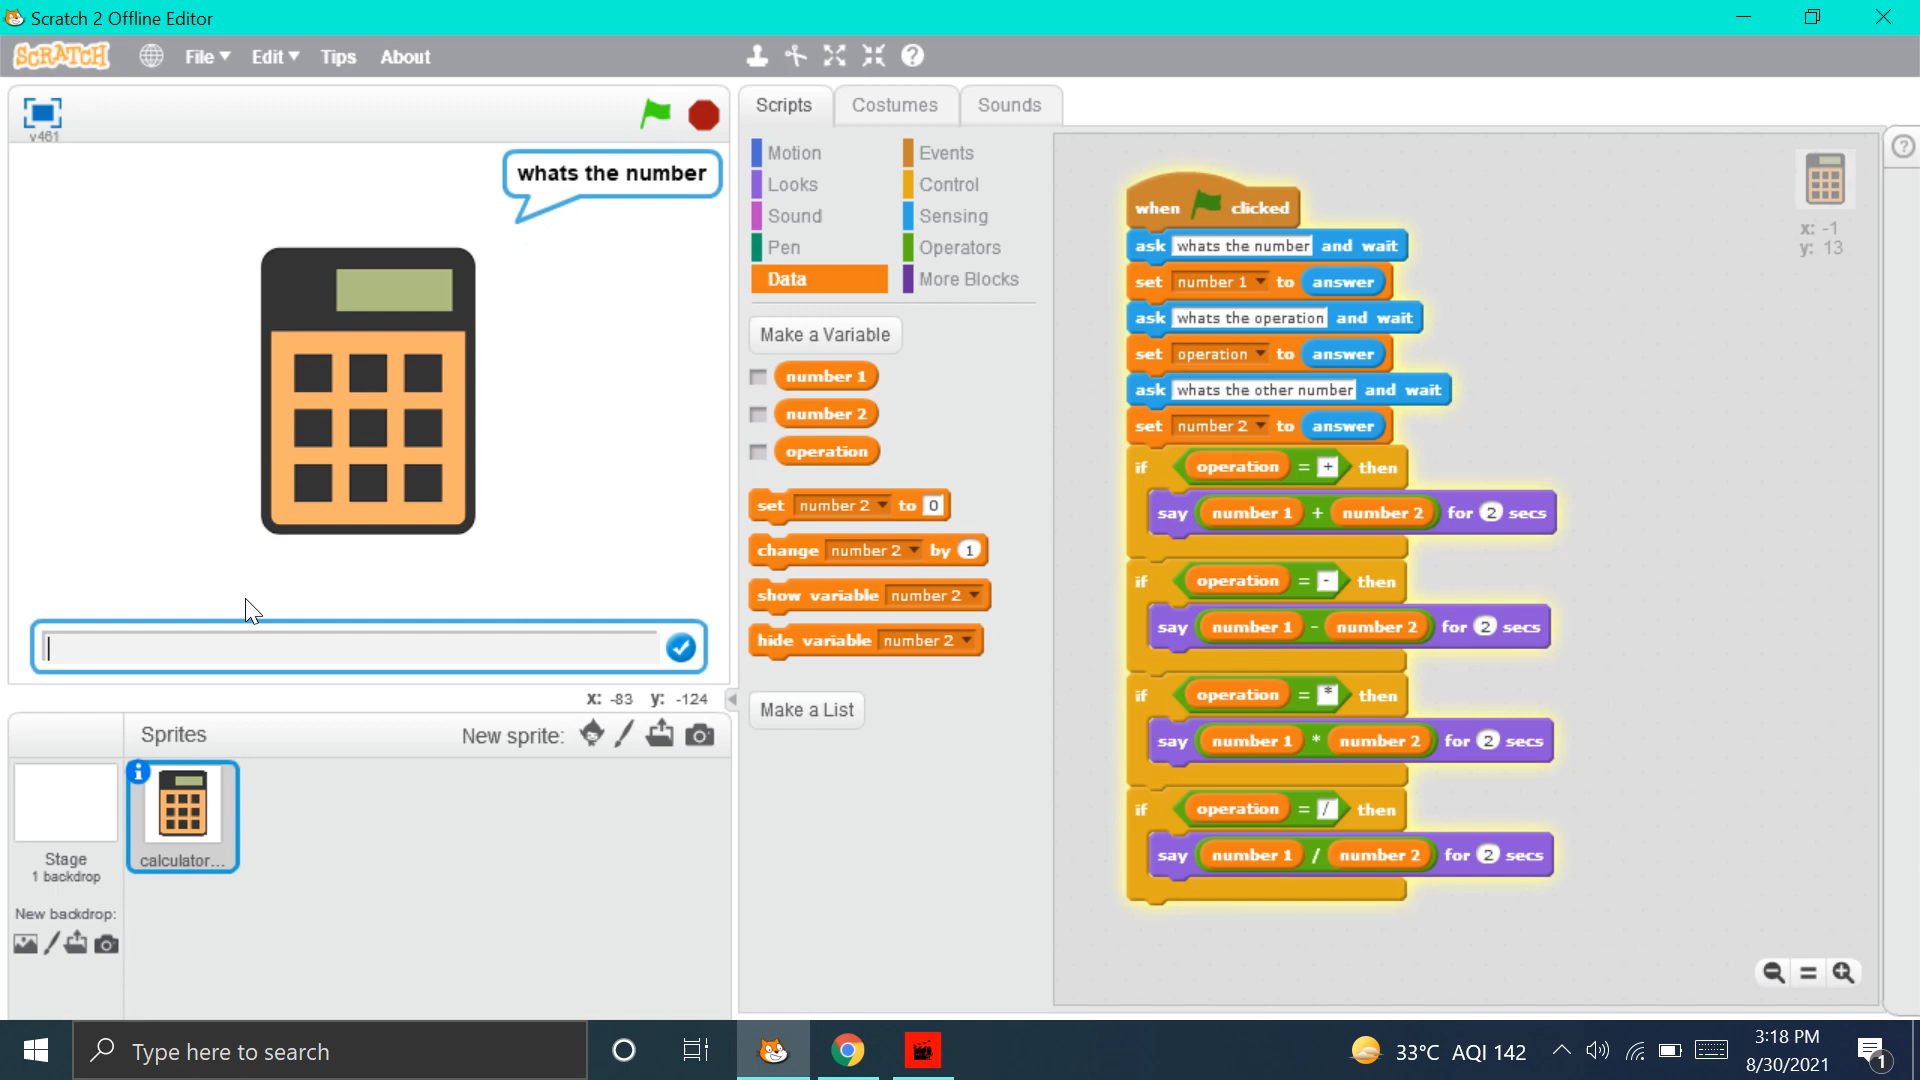 Scratch 2 Offline Editor
SCRATCH File Edit Tips About
v461
whats the number
x: -83 y: -124
Sprites New sprite:
Stage
1 backdrop
New backdrop:
calculator...
Scripts Costumes Sounds
Motion Events
Looks Control
Sound Sensing
Pen Operators
Data More Blocks
Make a Variable
number 1
number 2
operation
set number 2 to 0
change number 2 by 1
show variable number 2
hide variable number 2
Make a List
when clicked
ask whats the number and wait
set number 1 to answer
ask whats the operation and wait
set operation to answer
ask whats the other number and wait
set number 2 to answer
if operation = + then
say number 1 + number 2 for 2 secs
if operation = - then
say number 1 - number 2 for 2 secs
if operation = * then
say number 1 * number 2 for 2 secs
if operation = / then
say number 1 / number 2 for 2 secs
x: -1
y: 13
Type here to search
33°C AQI 142
3:18 PM
8/30/2021
1